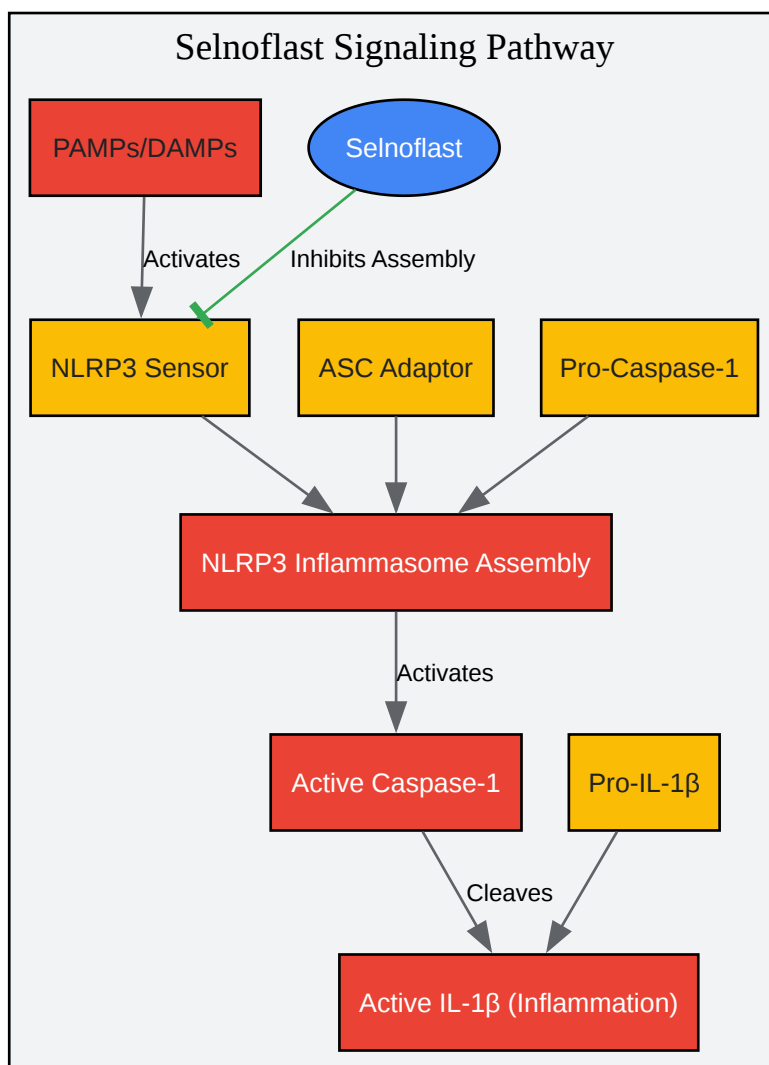 Selnoflast Signaling Pathway
PAMPs/DAMPs
Selnoflast
Activates
Inhibits Assembly
NLRP3 Sensor
ASC Adaptor
Pro-Caspase-1
NLRP3 Inflammasome Assembly
Activates
Active Caspase-1
Pro-IL-1β
Cleaves
Active IL-1β (Inflammation)